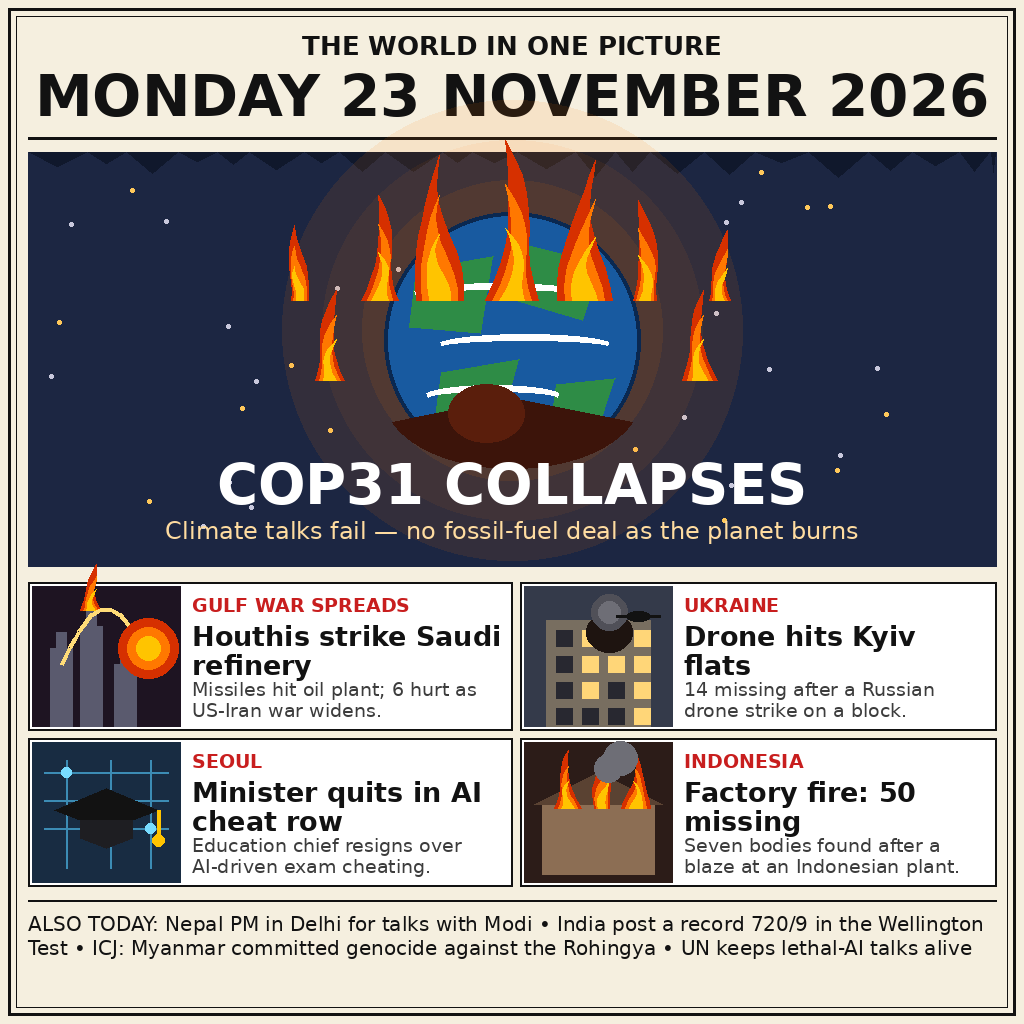 THE WORLD IN ONE PICTURE
MONDAY 23 NOVEMBER 2026
COP31 COLLAPSES
Climate talks fail — no fossil-fuel deal as the planet burns
GULF WAR SPREADS
Houthis strike Saudi
refinery
Missiles hit oil plant; 6 hurt as
US-Iran war widens.
UKRAINE
Drone hits Kyiv
flats
14 missing after a Russian
drone strike on a block.
SEOUL
Minister quits in AI
cheat row
Education chief resigns over
AI-driven exam cheating.
INDONESIA
Factory fire: 50
missing
Seven bodies found after a
blaze at an Indonesian plant.
ALSO TODAY: Nepal PM in Delhi for talks with Modi • India post a record 720/9 in the Wellington
Test • ICJ: Myanmar committed genocide against the Rohingya • UN keeps lethal-AI talks alive